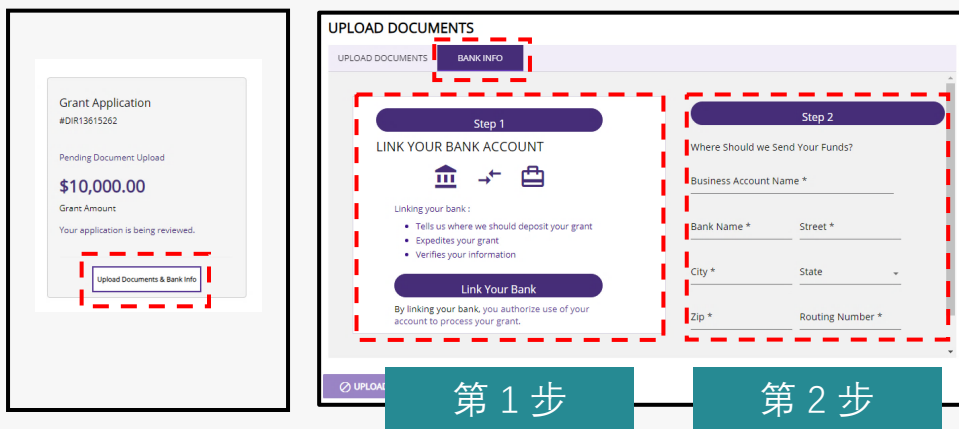 Grant Application
#DIR13615262
Pending Document Upload
$10,000.00
Grant Amount
Your application is being reviewed.
Upload Documents & Bank Info
UPLOAD DOCUMENTS
UPLOAD DOCUMENTS BANK INFO
Step 1
LINK YOUR BANK ACCOUNT
Linking your bank :
• Tells us where we should deposit your grant
• Expedites your grant
• Verifies your information
Link Your Bank
By linking your bank, you authorize use of your
account to process your grant.
Step 2
Where Should we Send Your Funds?
Business Account Name *
Bank Name * Street *
City * State
Zip * Routing Number *
第 1 步
第 2 步